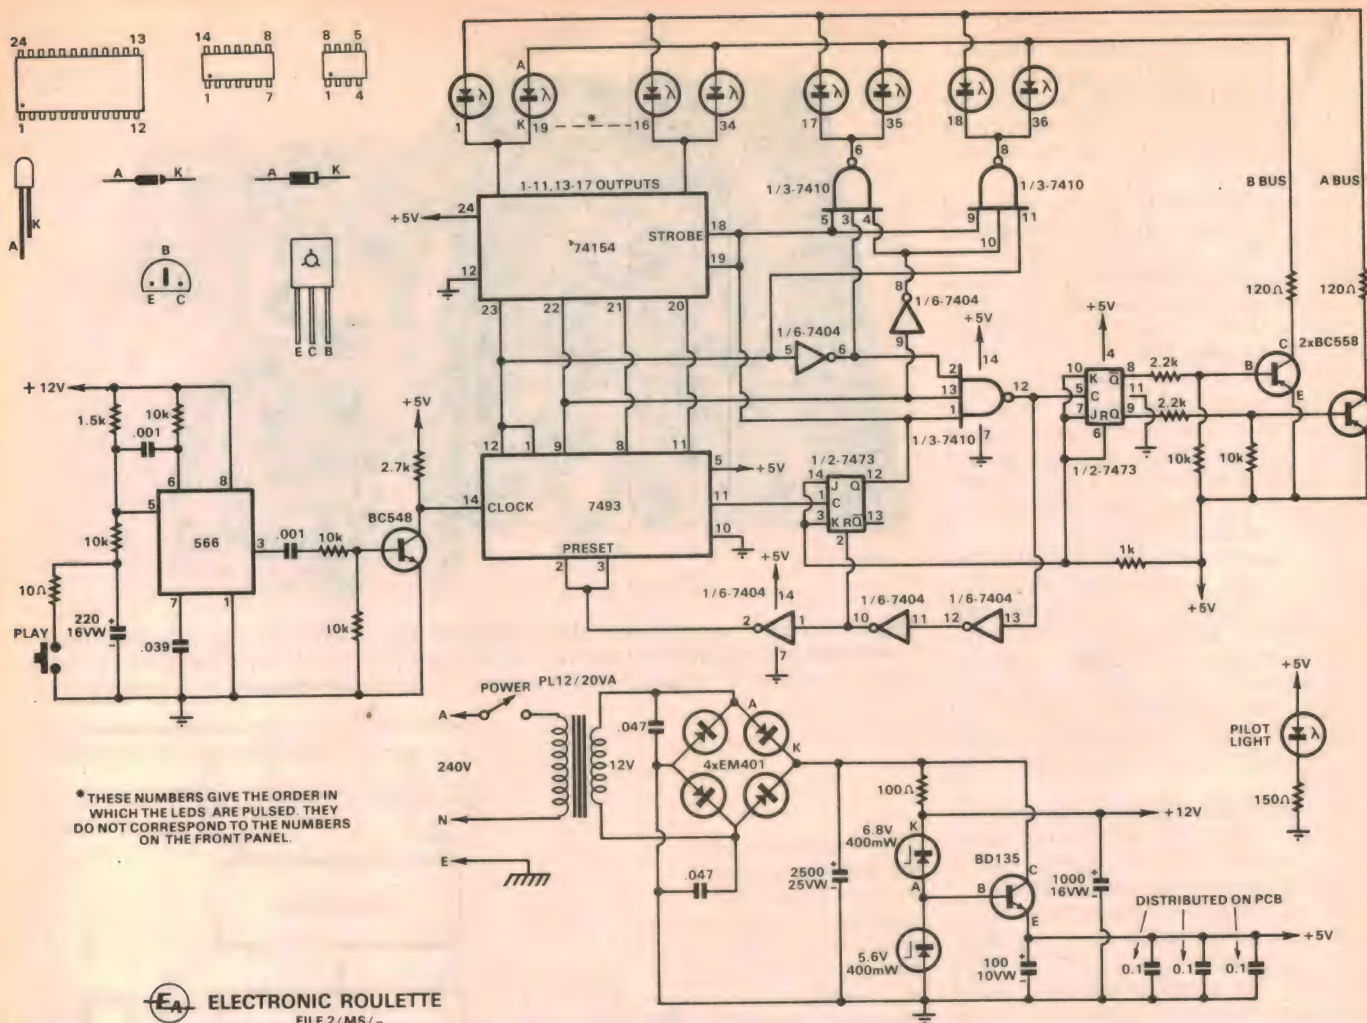 24 13
14 8
8 5
1 12
1 7
1 4
A K
A K
A K
B
E C
E C B
A
K
1
19
*
16
34
17
35
18
36
6
8
1/3-7410
1/3-7410
B BUS
A BUS
1-11,13-17 OUTPUTS
+5V
24
74154
STROBE
18
19
12
5 3 4
9
10
11
23 22 21 20
8
1/6-7404
9
1/6-7404
5 6
+5V
14
2
13
1
12
7
1/3-7410
+5V
4
10 K Q 8
5 C 11
7 J R Q 9
6
1/2-7473
2.2k
2.2k
10k
10k
120Ω
120Ω
C
2xBC558
B
E
+12V
1.5k
10k
.001
6 8
5
566
3
7 1
10k
10Ω
PLAY
220
16VW
.039
.001
10k
10k
BC548
+5V
2.7k
14
12 1 9 8 11
CLOCK
7493
PRESET
2 3
5
+5V
11
10
1/2-7473
14 J Q 12
1 C
3 K R Q 13
2
1k
+5V
+5V
14
1/6-7404
2 1
7
1/6-7404
10 11
1/6-7404
12 13
POWER
PL12/20VA
A
240V
N
E
12V
.047
.047
A
K
4xEM401
2500
25VW
100Ω
K
6.8V
400mW
A
5.6V
400mW
BD135
B
C
E
1000
16VW
100
10VW
+12V
DISTRIBUTED ON PCB
0.1
0.1
0.1
+5V
+5V
PILOT
LIGHT
150Ω
* THESE NUMBERS GIVE THE ORDER IN
WHICH THE LEDS ARE PULSED. THEY
DO NOT CORRESPOND TO THE NUMBERS
ON THE FRONT PANEL.
EA ELECTRONIC ROULETTE
FILE 2/MS/-